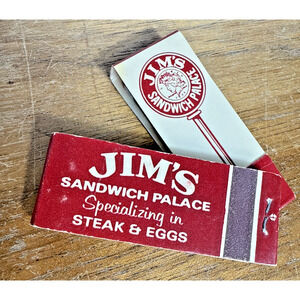 JIM'S
SANDWICH PALACE
JIM'S
SANDWICH PALACE
Specializing in
STEAK & EGGS